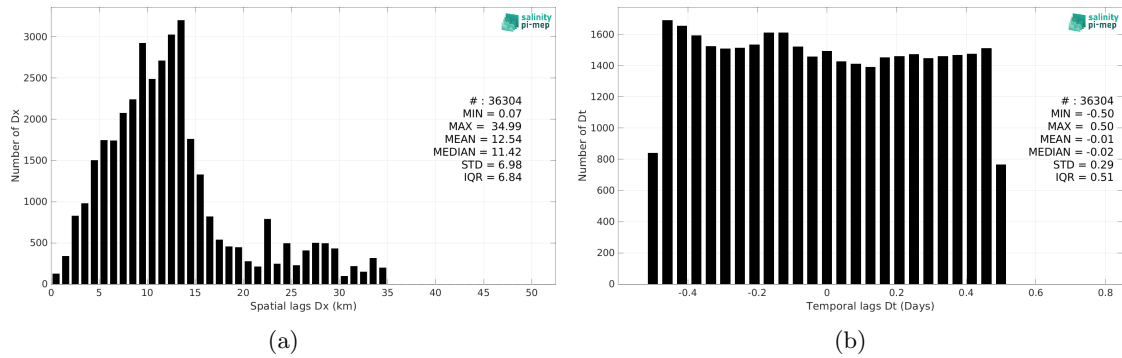 salinity
pi-mep
3000
2500
2000
1500
1000
500
0
Number of Dx
# : 36304
MIN = 0.07
MAX = 34.99
MEAN = 12.54
MEDIAN = 11.42
STD = 6.98
IQR = 6.84
0 5 10 15 20 25 30 35 40 45 50
Spatial lags Dx (km)
(a)
salinity
pi-mep
1600
1400
1200
1000
800
600
400
200
0
Number of Dt
# : 36304
MIN = -0.50
MAX = 0.50
MEAN = -0.01
MEDIAN = -0.02
STD = 0.29
IQR = 0.51
-0.4 -0.2 0 0.2 0.4 0.6 0.8
Temporal lags Dt (Days)
(b)